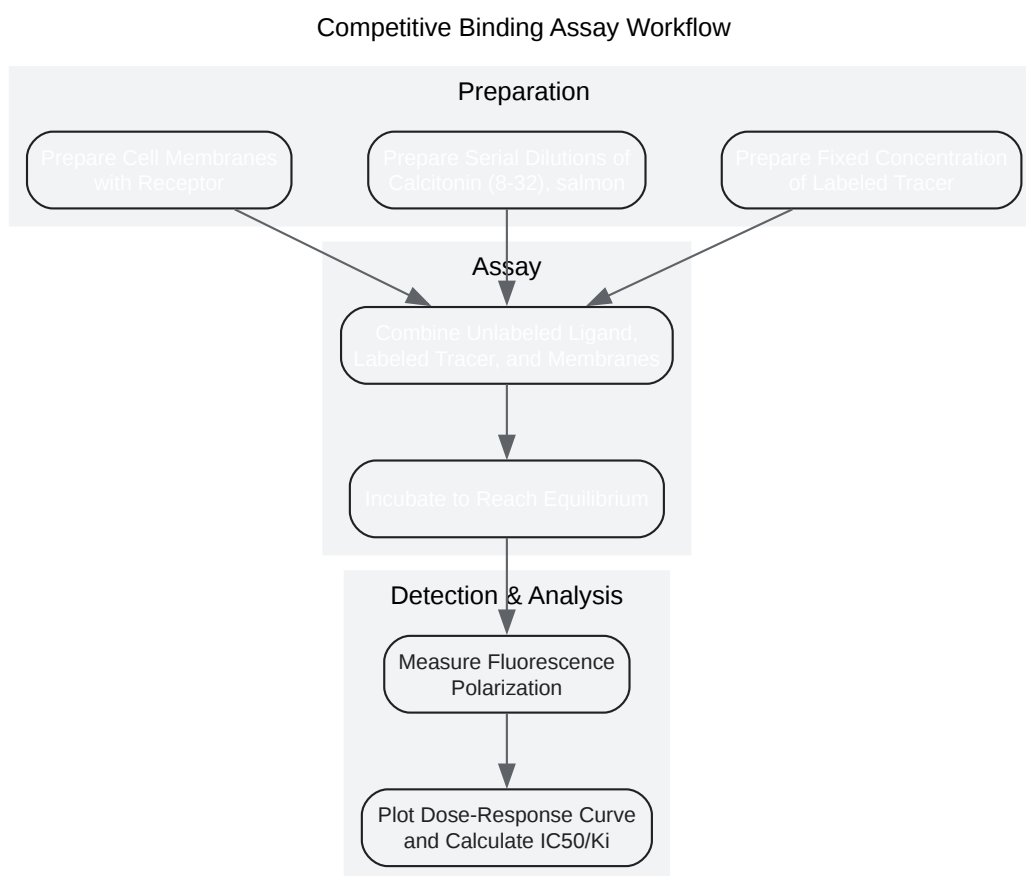 Competitive Binding Assay Workflow
Preparation
Prepare Cell Membranes
with Receptor
Prepare Serial Dilutions of
Calcitonin (8-32), salmon
Prepare Fixed Concentration
of Labeled Tracer
Assay
Combine Unlabeled Ligand,
Labeled Tracer, and Membranes
Incubate to Reach Equilibrium
Detection & Analysis
Measure Fluorescence
Polarization
Plot Dose-Response Curve
and Calculate IC50/Ki